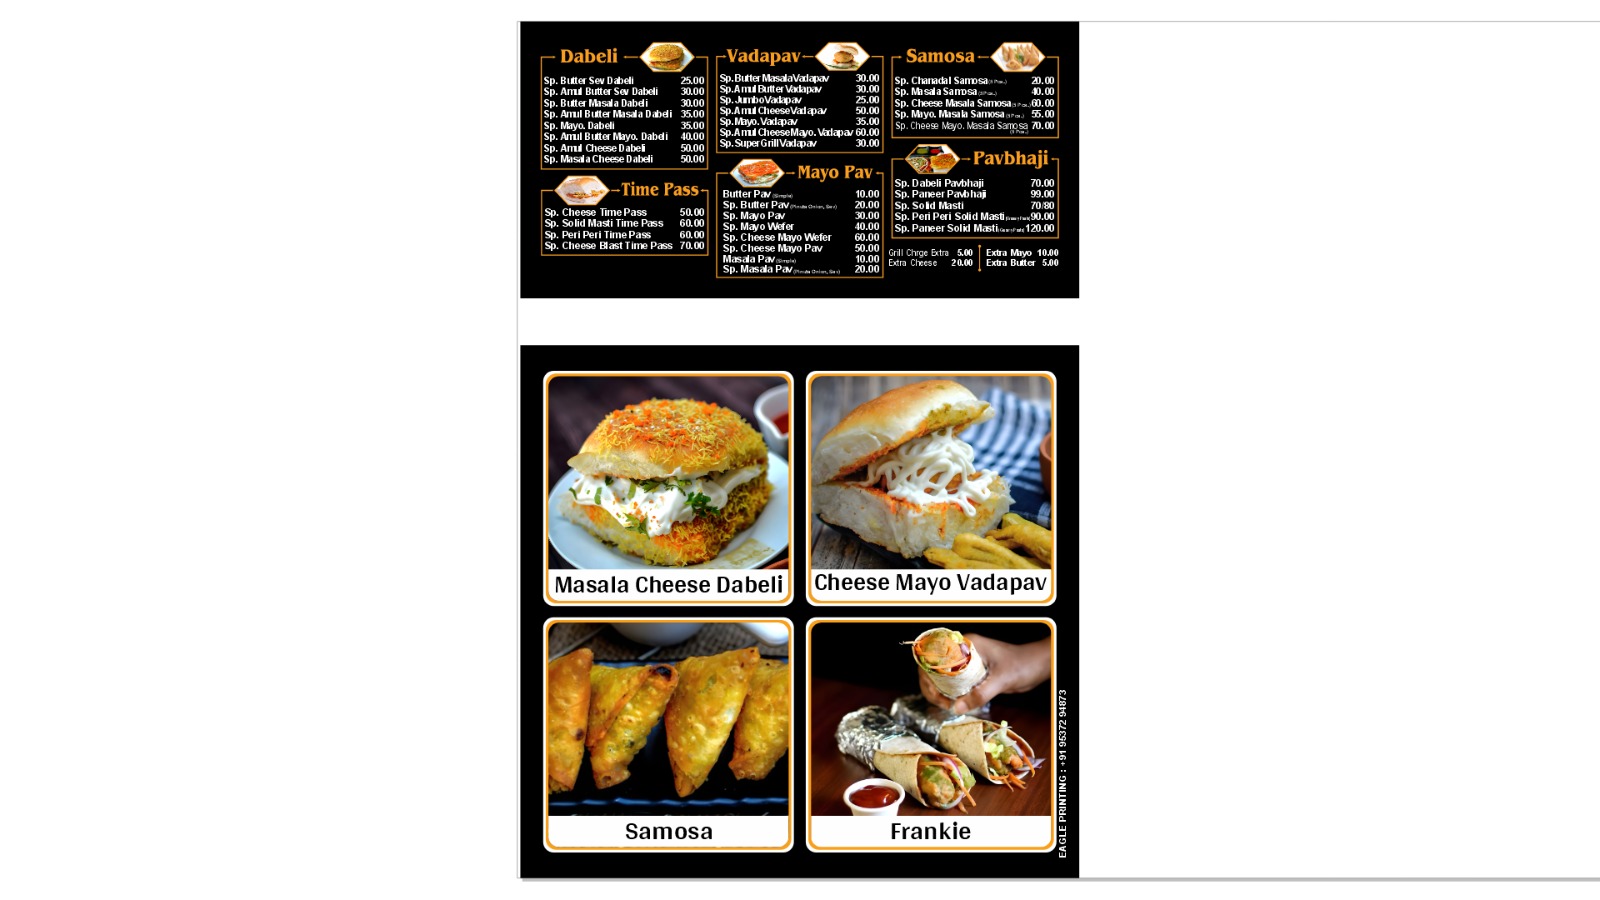 Dabeli
Sp. Butter Sev Dabeli 25.00
Sp. Amul Butter Sev Dabeli 30.00
Sp. Butter Masala Dabeli 30.00
Sp. Amul Butter Masala Dabeli 35.00
Sp. Mayo. Dabeli 35.00
Sp. Amul Butter Mayo. Dabeli 40.00
Sp. Amul Cheese Dabeli 50.00
Sp. Masala Cheese Dabeli 50.00
Time Pass
Sp. Cheese Time Pass 50.00
Sp. Solid Masti Time Pass 60.00
Sp. Peri Peri Time Pass 60.00
Sp. Cheese Blast Time Pass 70.00
Vadapav
Sp. Butter Masala Vadapav 30.00
Sp. Amul Butter Vadapav 30.00
Sp. Jumbo Vadapav 25.00
Sp. Amul Cheese Vadapav 50.00
Sp. Mayo. Vadapav 35.00
Sp. Amul Cheese Mayo. Vadapav 60.00
Sp. Super Grill Vadapav 30.00
Mayo Pav
Butter Pav (Simple) 10.00
Sp. Butter Pav 20.00
Sp. Mayo Pav 30.00
Sp. Mayo Wefer 40.00
Sp. Cheese Mayo Wefer 60.00
Sp. Cheese Mayo Pav 50.00
Masala Pav (Simple) 10.00
Sp. Masala Pav 20.00
Samosa
Sp. Chanadal Samosa 20.00
Sp. Masala Samosa 40.00
Sp. Cheese Masala Samosa 60.00
Sp. Mayo. Masala Samosa 55.00
Sp. Cheese Mayo. Masala Samosa 70.00
Pavbhaji
Sp. Dabeli Pavbhaji 70.00
Sp. Paneer Pavbhaji 99.00
Sp. Solid Masti 70/80
Sp. Peri Peri Solid Masti 90.00
Sp. Paneer Solid Masti 120.00
Grill Chrge Extra 5.00
Extra Cheese 20.00
Extra Mayo 10.00
Extra Butter 5.00
Masala Cheese Dabeli
Cheese Mayo Vadapav
Samosa
Frankie
EAGLE PRINTING : +91 95372 94873